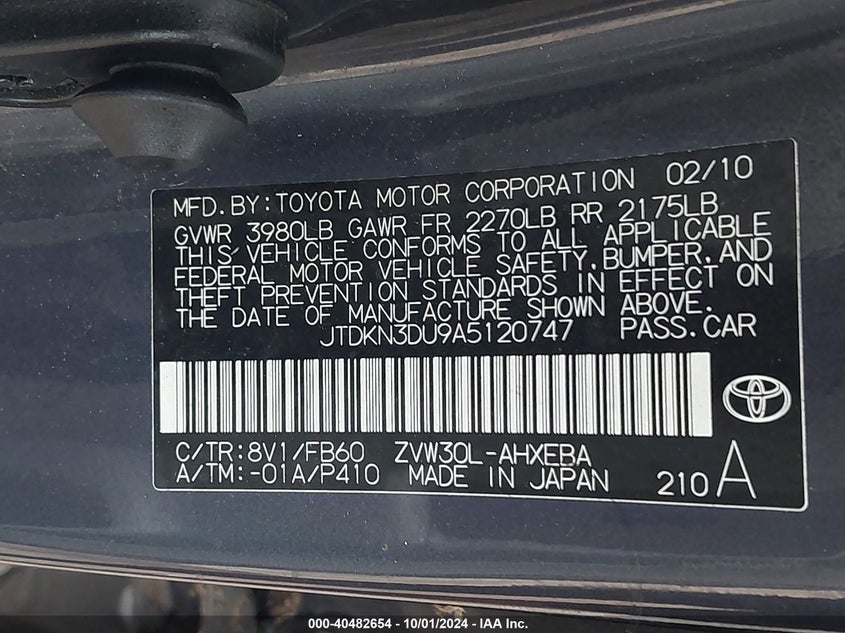 MFD. BY: TOYOTA MOTOR CORPORATION 02/10
GVWR 3980LB GAWR FR 2270LB RR 2175LB
THIS VEHICLE CONFORMS TO ALL APPLICABLE
FEDERAL MOTOR VEHICLE SAFETY, BUMPER, AND
THEFT PREVENTION STANDARDS IN EFFECT ON
THE DATE OF MANUFACTURE SHOWN ABOVE.
JTDKN3DU9A5120747 PASS. CAR
C/TR: 8V1/FB60 ZVW30L-AHXEBA
A/TM: -01A/P410 MADE IN JAPAN 210 A
000-40482654 - 10/01/2024 - IAA Inc.